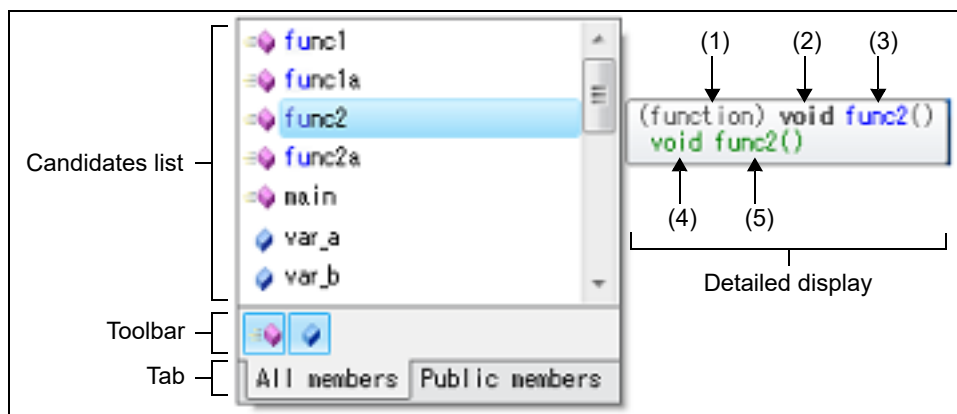 Candidates list
func1
func1a
func2
func2a
main
var_a
var_b
Toolbar
Tab
All members
Public members
(1)
(2)
(3)
(function) void func2()
void func2()
(4)
(5)
Detailed display